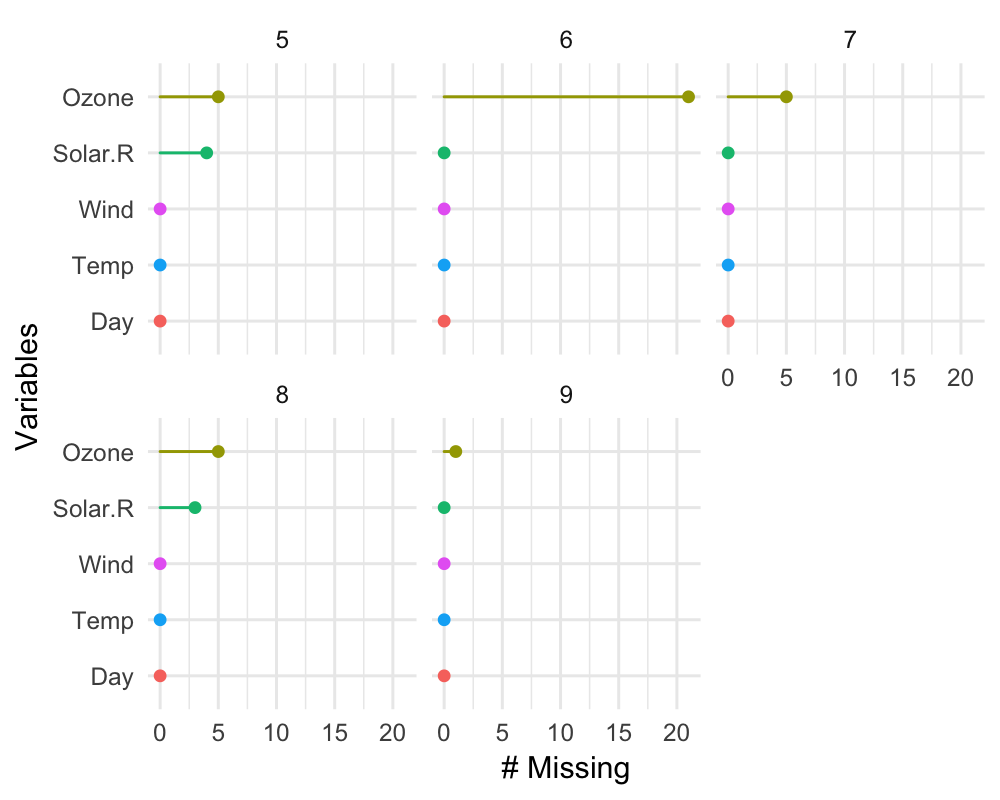 5 6 7
Ozone
Solar.R
Wind
Temp
Day
0 5 10 15 20
Variables
8 9
Ozone
Solar.R
Wind
Temp
Day
0 5 10 15 20 0 5 10 15 20
# Missing